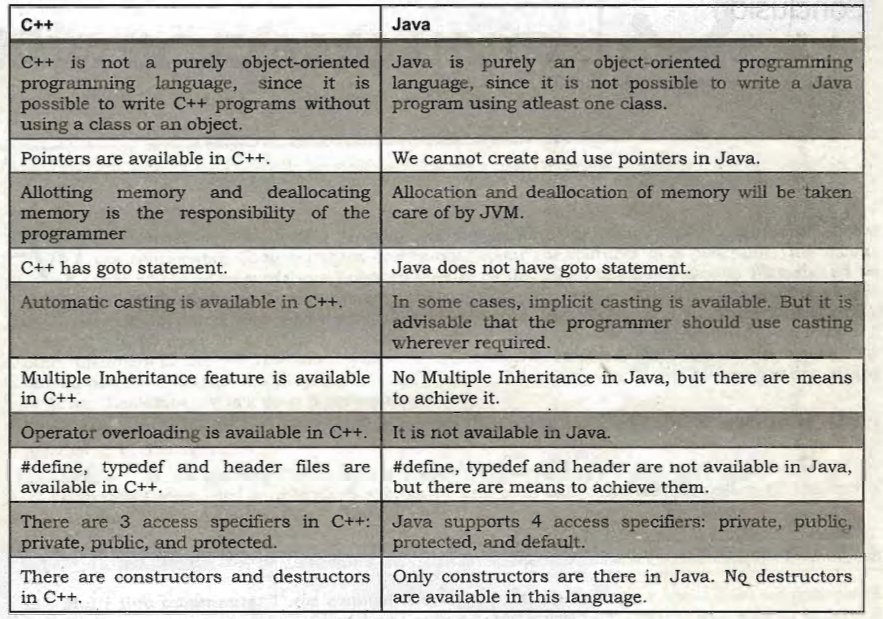 C++ Java
C++ is not a purely object-oriented
programming language, since it is
possible to write C++ programs without
using a class or an object.
Java is purely an object-oriented programming
language, since it is not possible to write a Java
program using atleast one class.
Pointers are available in C++.
We cannot create and use pointers in Java.
Allotting memory and deallocating
memory is the responsibility of the
programmer
Allocation and deallocation of memory will be taken
care of by JVM.
C++ has goto statement.
Java does not have goto statement.
Automatic casting is available in C++.
In some cases, implicit casting is available. But it is
advisable that the programmer should use casting
wherever required.
Multiple Inheritance feature is available
in C++.
No Multiple Inheritance in Java, but there are means
to achieve it.
Operator overloading is available in C++.
It is not available in Java.
#define, typedef and header files are
available in C++.
#define, typedef and header are not available in Java,
but there are means to achieve them.
There are 3 access specifiers in C++:
private, public, and protected.
Java supports 4 access specifiers: private, public,
protected, and default.
There are constructors and destructors
in C++.
Only constructors are there in Java. No destructors
are available in this language.